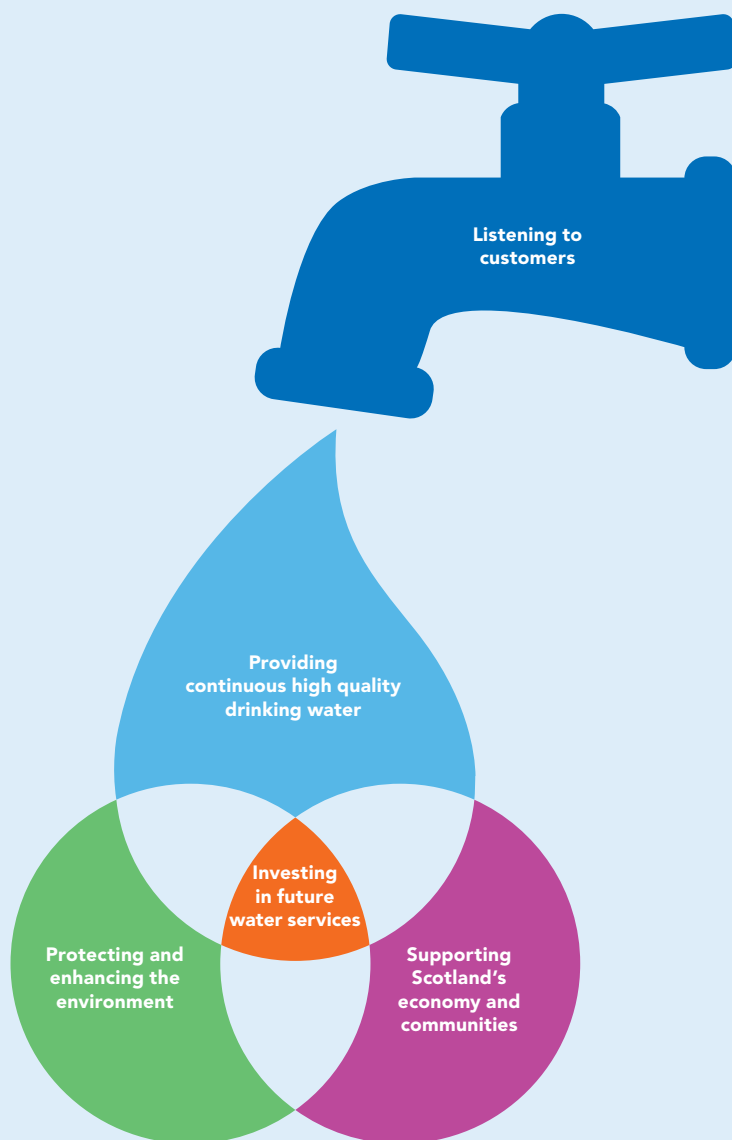 Listening to
customers
Providing
continuous high quality
drinking water
Investing
in future
water services
Protecting and
enhancing the
environment
Supporting
Scotland’s
economy and
communities